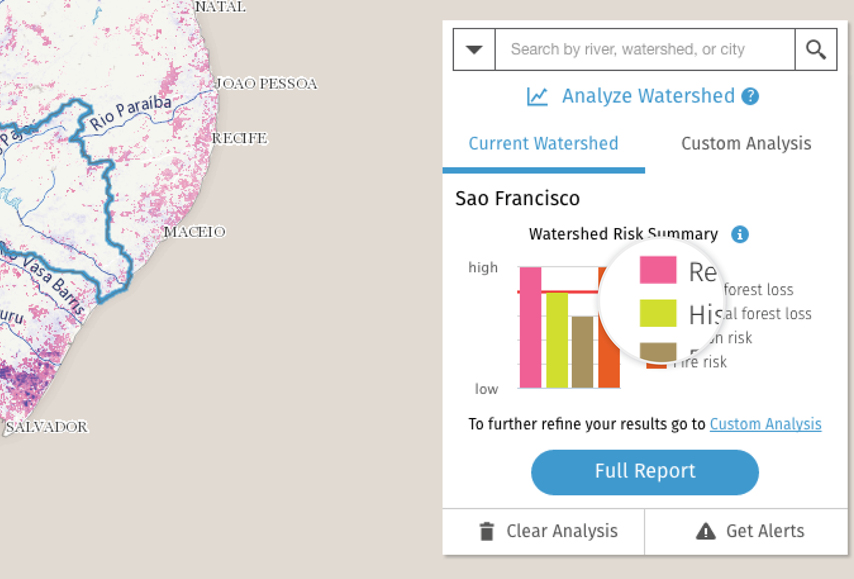 NATAL
JOAO PESSOA
Rio Paraíba
RECIFE
MACEIO
Vasa Barris
uru
SALVADOR
Search by river, watershed, or city
Analyze Watershed ?
Current Watershed
Custom Analysis
Sao Francisco
Watershed Risk Summary i
high
low
Re
forest loss
His
al forest loss
risk
Fire risk
To further refine your results go to Custom Analysis
Full Report
Clear Analysis
Get Alerts